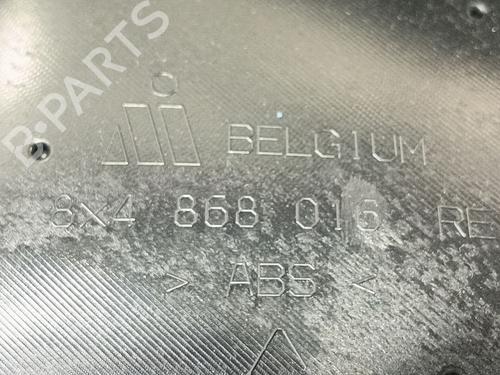 B-PARTS
BELGIUM
8X4 868 016 RE
> ABS <